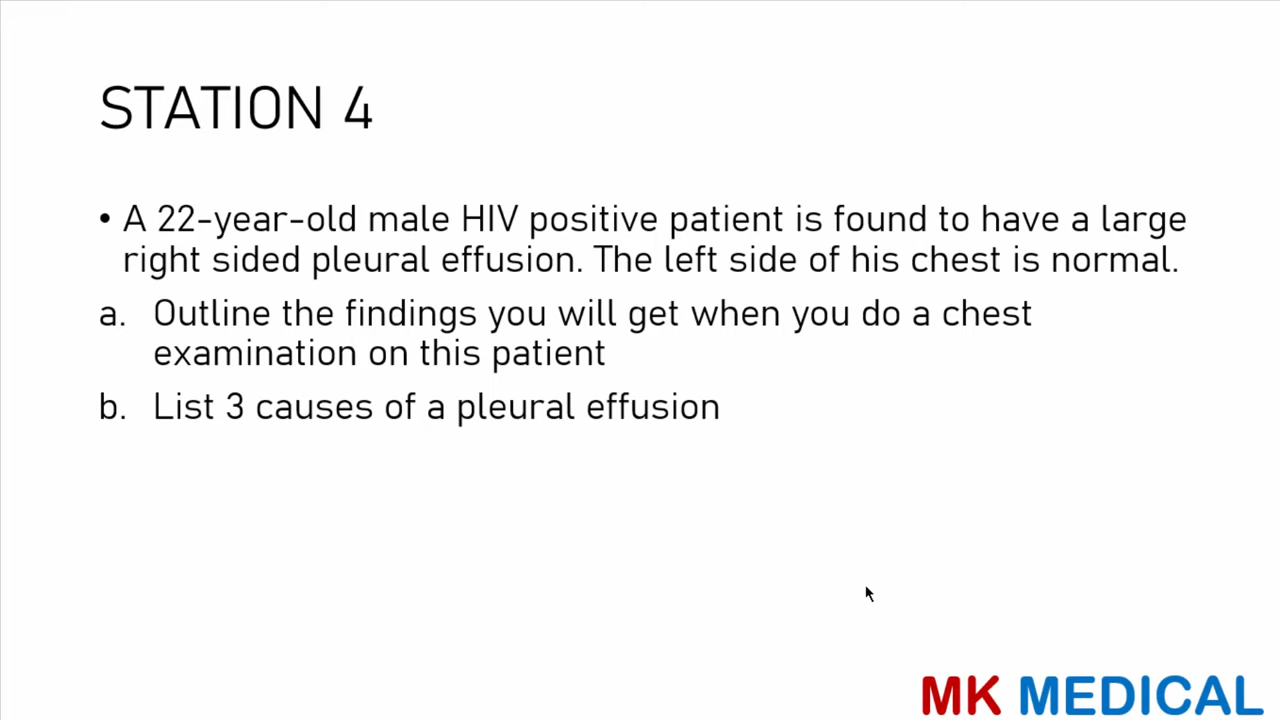 STATION 4
• A 22-year-old male HIV positive patient is found to have a large
right sided pleural effusion. The left side of his chest is normal.
a. Outline the findings you will get when you do a chest
examination on this patient
b. List 3 causes of a pleural effusion
MK MEDICAL